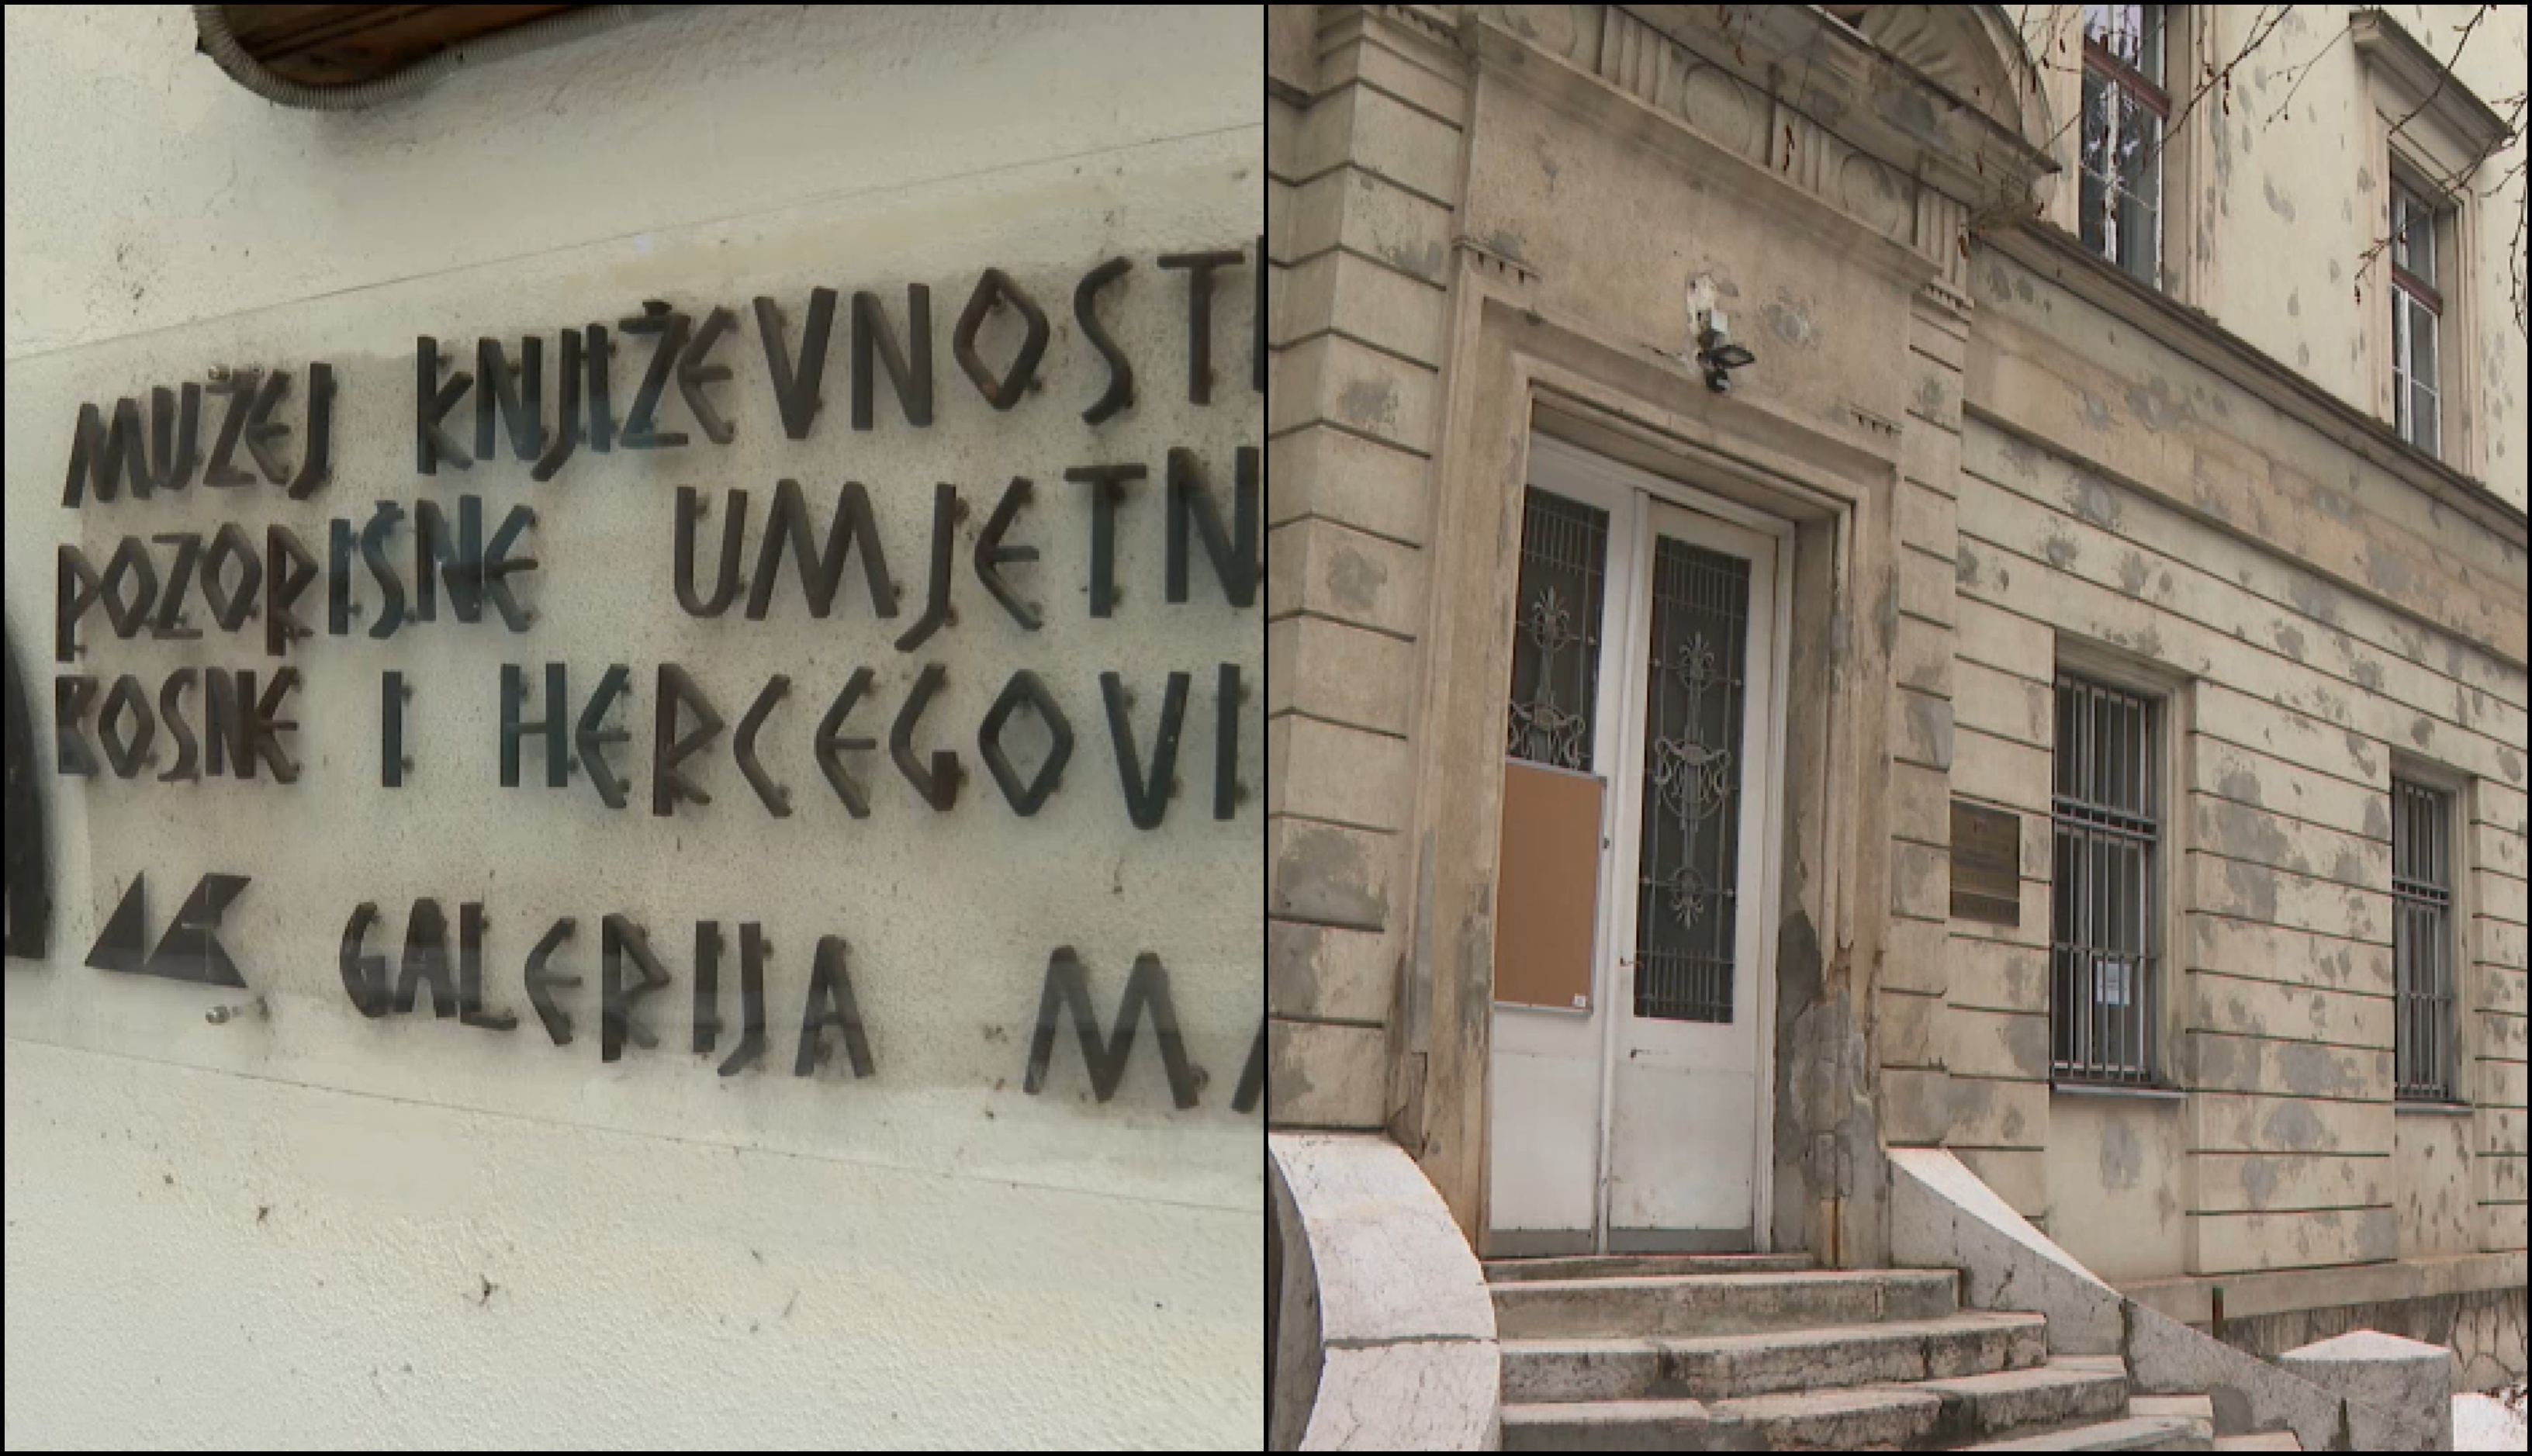 MUZEJ KNJIŽEVNOSTI
POZORIŠNE UMJETN
BOSNE I HERCEGOVI
GALERIJA MA